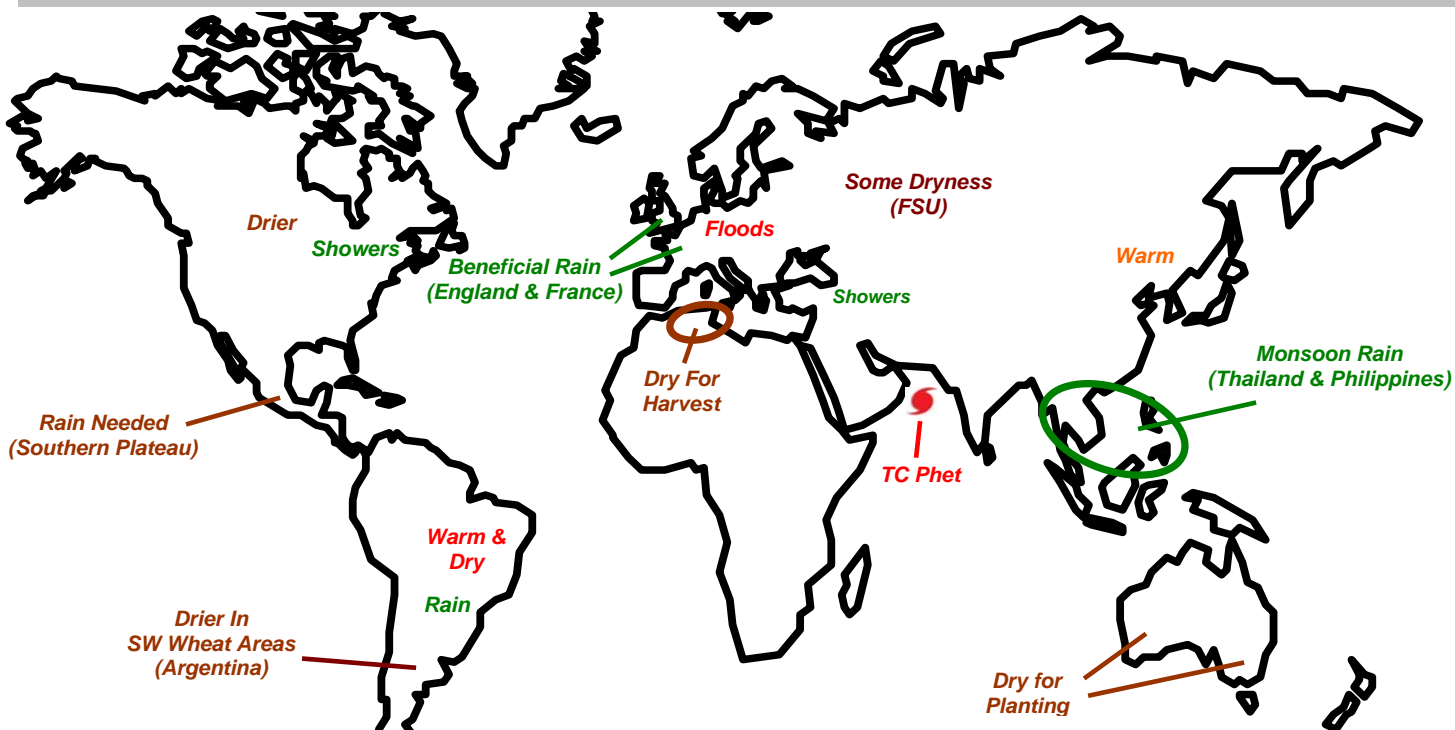 Some Dryness
(FSU)
Drier
Showers
Floods
Beneficial Rain
(England & France)
Warm
Showers
Monsoon Rain
(Thailand & Philippines)
Dry For
Harvest
Rain Needed
(Southern Plateau)
TC Phet
Warm &
Dry
Rain
Drier In
SW Wheat Areas
(Argentina)
Dry for
Planting